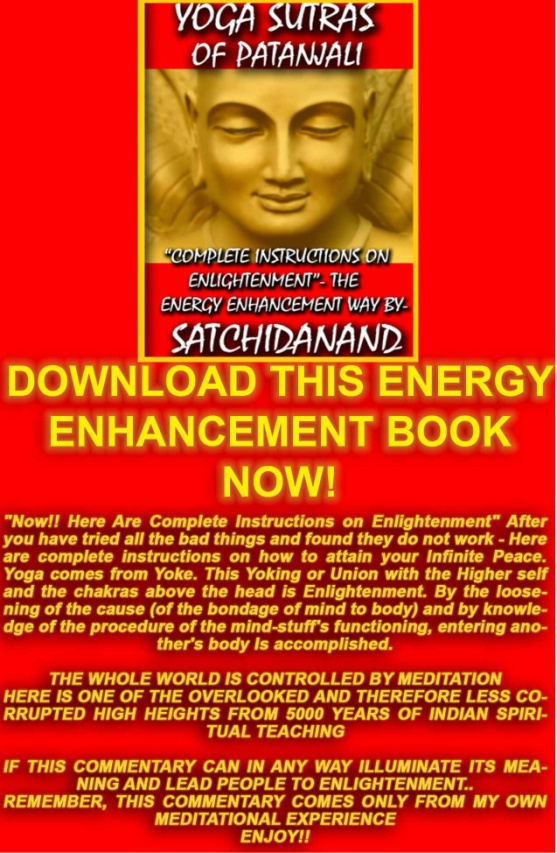 YOGA SUTRAS
OF PATANJALI
"COMPLETE INSTRUCTIONS ON
ENLIGHTENMENT"- THE
ENERGY ENHANCEMENT WAY BY-
SATCHIDANAND
DOWNLOAD THIS ENERGY
ENHANCEMENT BOOK
NOW!
"Now!! Here Are Complete Instructions on Enlightenment" After
you have tried all the bad things and found they do not work - Here
are complete instructions on how to attain your Infinite Peace.
Yoga comes from Yoke. This Yoking or Union with the Higher self
and the chakras above the head is Enlightenment. By the loose-
ning of the cause (of the bondage of mind to body) and by knowle-
dge of the procedure of the mind-stuff's functioning, entering ano-
ther's body Is accomplished.
THE WHOLE WORLD IS CONTROLLED BY MEDITATION
HERE IS ONE OF THE OVERLOOKED AND THEREFORE LESS CO-
RRUPTED HIGH HEIGHTS FROM 5000 YEARS OF INDIAN SPIRI-
TUAL TEACHING
IF THIS COMMENTARY CAN IN ANY WAY ILLUMINATE ITS MEA-
NING AND LEAD PEOPLE TO ENLIGHTENMENT..
REMEMBER, THIS COMMENTARY COMES ONLY FROM MY OWN
MEDITATIONAL EXPERIENCE
ENJOY!!